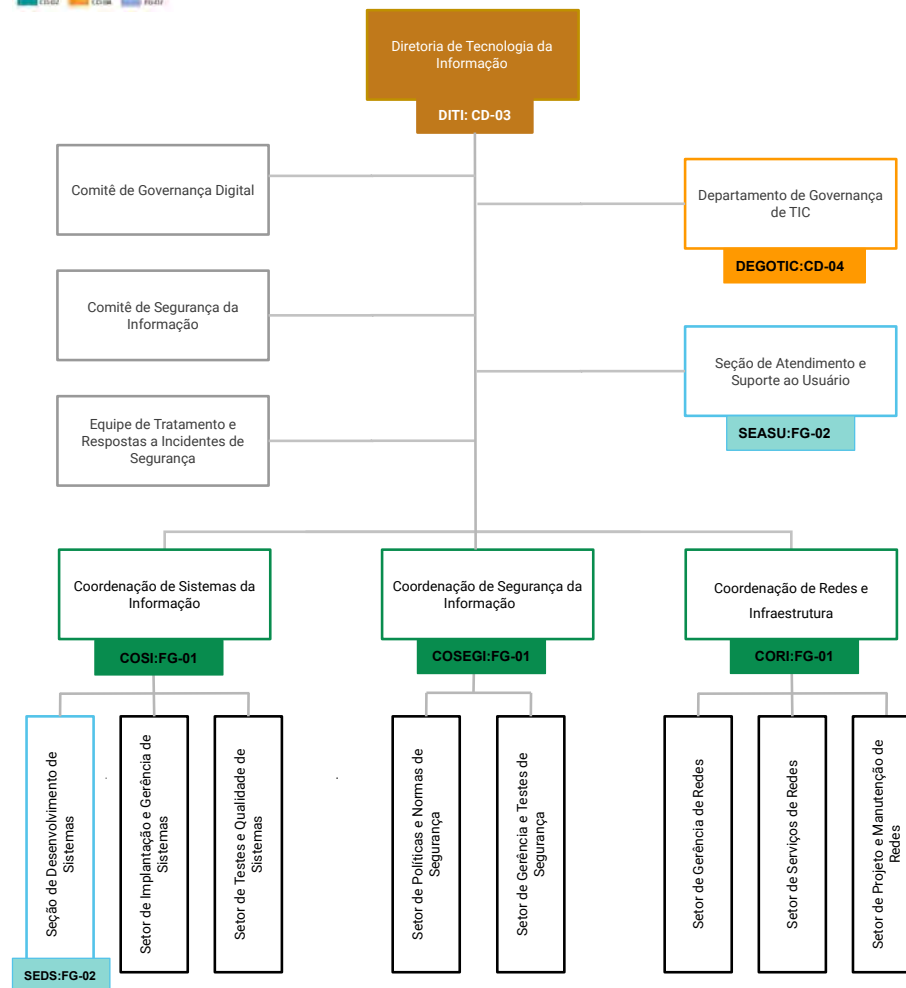 Diretoria de Tecnologia da
Informação
DITI: CD-03
Comitê de Governança Digital
Departamento de Governança
de TIC
DEGOTIC:CD-04
Comitê de Segurança da
Informação
Seção de Atendimento e
Suporte ao Usuário
SEASU:FG-02
Equipe de Tratamento e
Respostas a Incidentes de
Segurança
Coordenação de Sistemas da
Informação
COSI:FG-01
Coordenação de Segurança da
Informação
COSEGI:FG-01
Coordenação de Redes e
Infraestrutura
CORI:FG-01
Seção de Desenvolvimento de
Sistemas
SEDS:FG-02
Setor de Implantação e Gerência de
Sistemas
Setor de Testes e Qualidade de
Sistemas
Setor de Políticas e Normas de
Segurança
Setor de Gerência e Testes de
Segurança
Setor de Gerência de Redes
Setor de Serviços de Redes
Setor de Projeto e Manutenção de
Redes